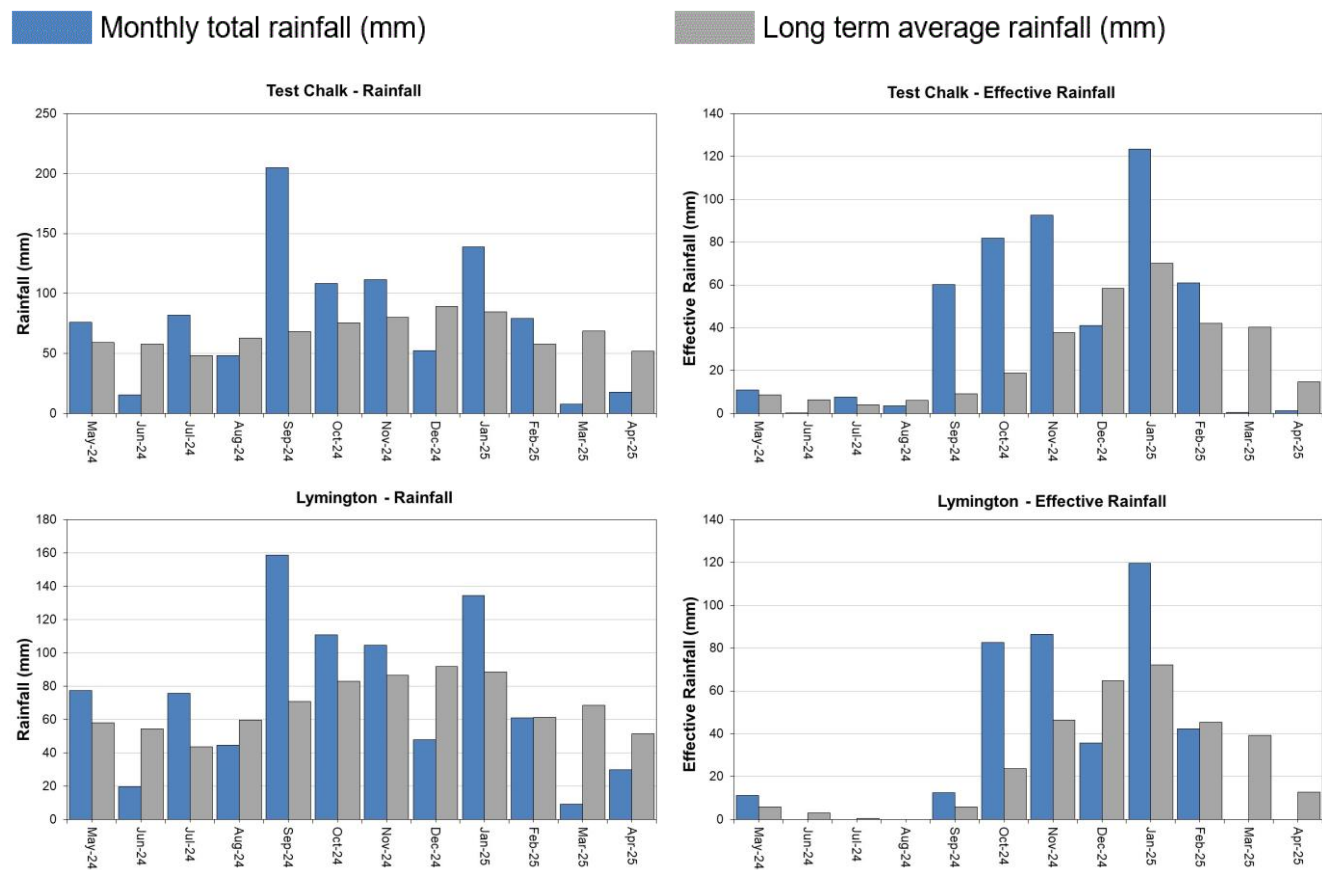 Monthly total rainfall (mm)
Long term average rainfall (mm)
Test Chalk - Rainfall
Rainfall (mm)
250
200
150
100
50
0
May-24
Jun-24
Jul-24
Aug-24
Sep-24
Oct-24
Nov-24
Dec-24
Jan-25
Feb-25
Mar-25
Apr-25
Test Chalk - Effective Rainfall
Effective Rainfall (mm)
140
120
100
80
60
40
20
0
May-24
Jun-24
Jul-24
Aug-24
Sep-24
Oct-24
Nov-24
Dec-24
Jan-25
Feb-25
Mar-25
Apr-25
Lymington - Rainfall
Rainfall (mm)
180
160
140
120
100
80
60
40
20
0
May-24
Jun-24
Jul-24
Aug-24
Sep-24
Oct-24
Nov-24
Dec-24
Jan-25
Feb-25
Mar-25
Apr-25
Lymington - Effective Rainfall
Effective Rainfall (mm)
140
120
100
80
60
40
20
0
May-24
Jun-24
Jul-24
Aug-24
Sep-24
Oct-24
Nov-24
Dec-24
Jan-25
Feb-25
Mar-25
Apr-25